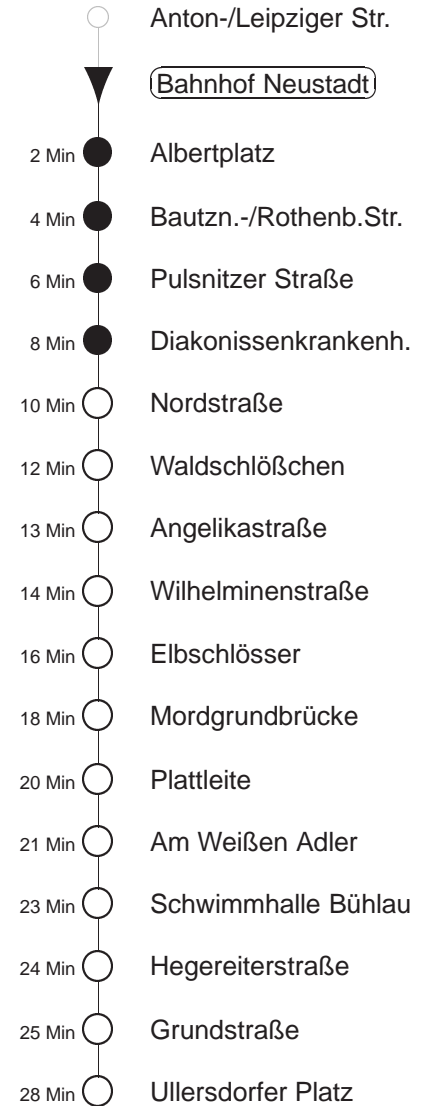 Anton-/Leipziger Str.
Bahnhof Neustadt
2 Min Albertplatz
4 Min Bautzn.-/Rothenb.Str.
6 Min Pulsnitzer Straße
8 Min Diakonissenkrankenh.
10 Min Nordstraße
12 Min Waldschlößchen
13 Min Angelikastraße
14 Min Wilhelminenstraße
16 Min Elbschlösser
18 Min Mordgrundbrücke
20 Min Plattleite
21 Min Am Weißen Adler
23 Min Schwimmhalle Bühlau
24 Min Hegereiterstraße
25 Min Grundstraße
28 Min Ullersdorfer Platz